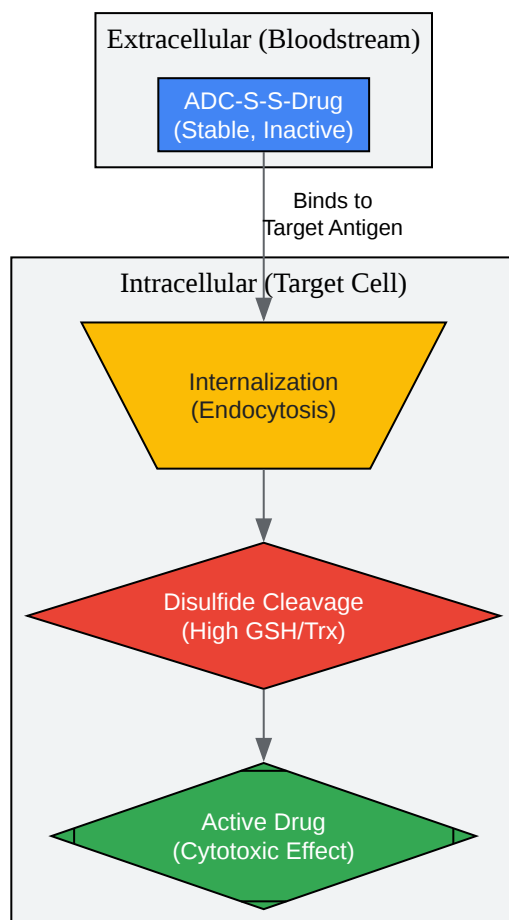 Extracellular (Bloodstream)
ADC-S-S-Drug
(Stable, Inactive)
Binds to
Target Antigen
Intracellular (Target Cell)
Internalization
(Endocytosis)
Disulfide Cleavage
(High GSH/Trx)
Active Drug
(Cytotoxic Effect)